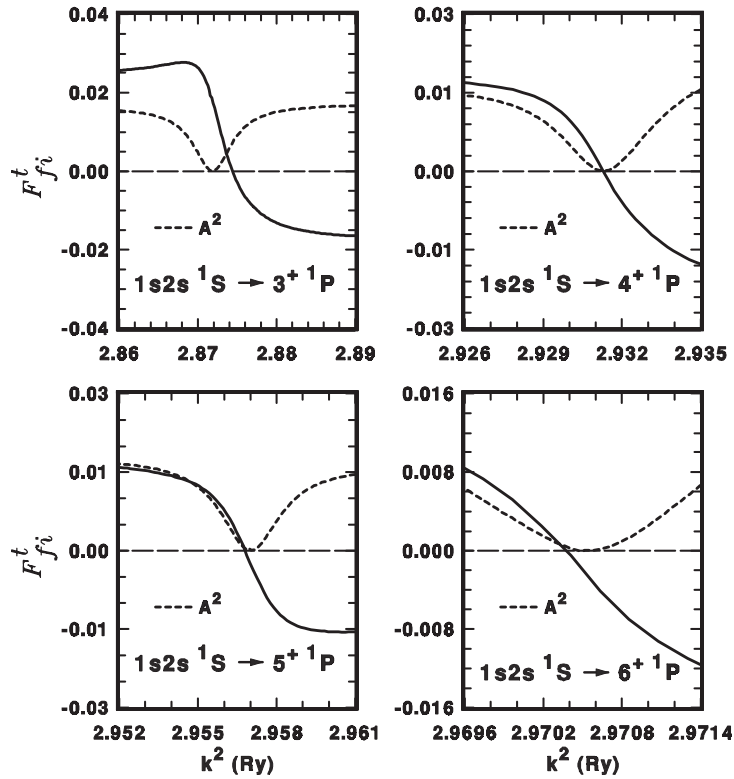 0.04
0.02
0.00
-0.02
-0.04
F^t_{fi}
A²
1s2s ¹S → 3⁺ ¹P
2.86 2.87 2.88 2.89
0.03
0.01
0.00
-0.01
-0.03
A²
1s2s ¹S → 4⁺ ¹P
2.926 2.929 2.932 2.935
0.03
0.01
0.00
-0.01
-0.03
F^t_{fi}
A²
1s2s ¹S → 5⁺ ¹P
2.952 2.955 2.958 2.961
k² (Ry)
0.016
0.008
0.000
-0.008
-0.016
A²
1s2s ¹S → 6⁺ ¹P
2.9696 2.9702 2.9708 2.9714
k² (Ry)